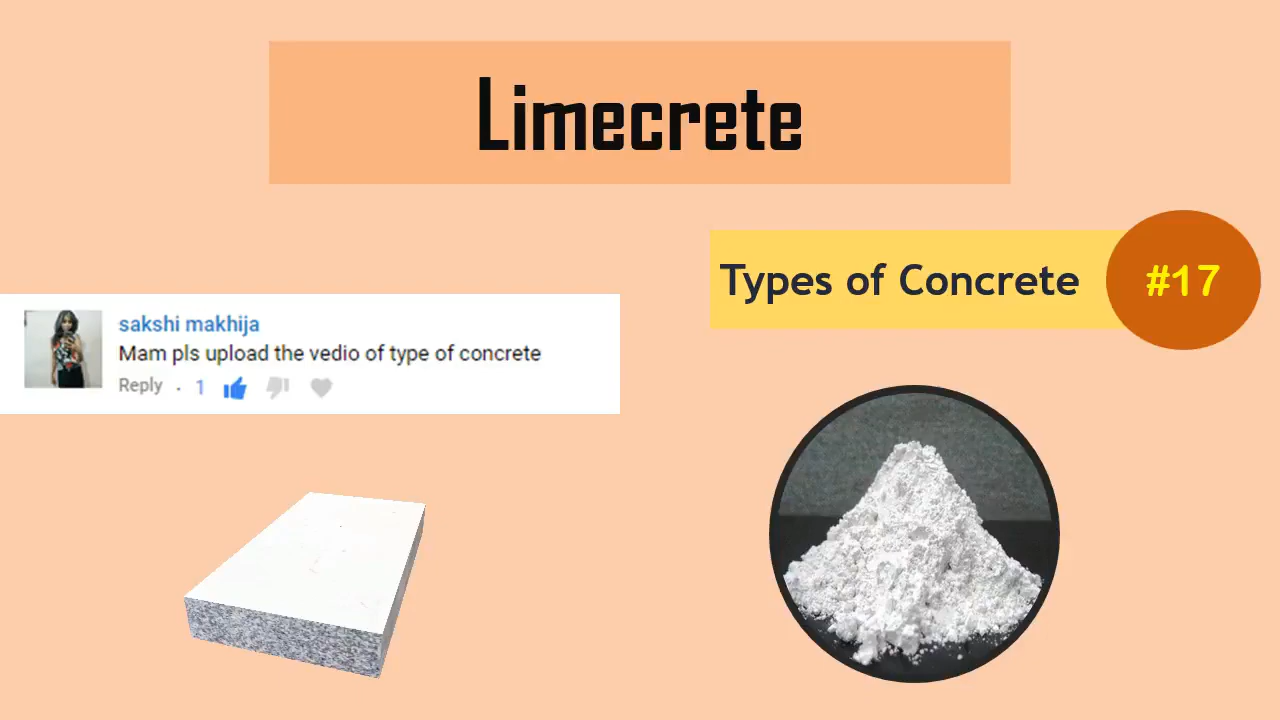 Limecrete
Types of Concrete
#17
sakshi makhija
Mam pls upload the vedio of type of concrete
Reply · 1